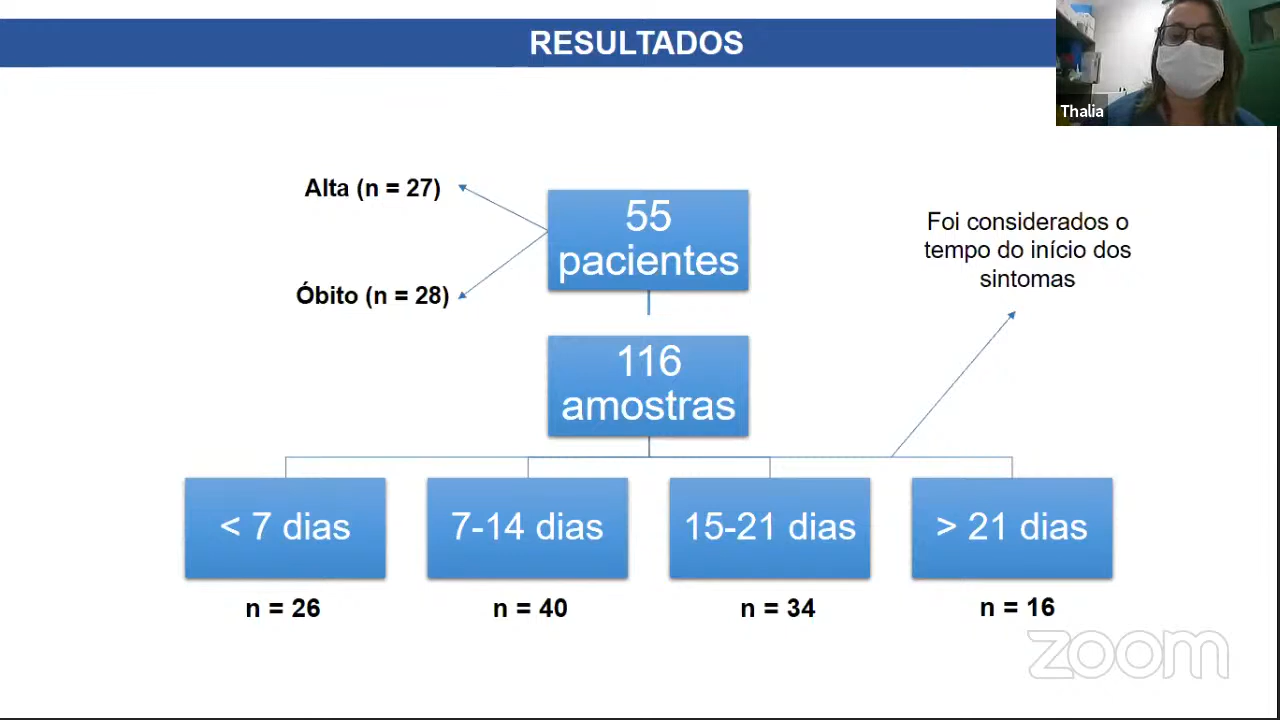 RESULTADOS
Thalia
Alta (n = 27)
Óbito (n = 28)
55
pacientes
Foi considerados o
tempo do início dos
sintomas
116
amostras
< 7 dias
7-14 dias
15-21 dias
> 21 dias
n = 26
n = 40
n = 34
n = 16
zoom